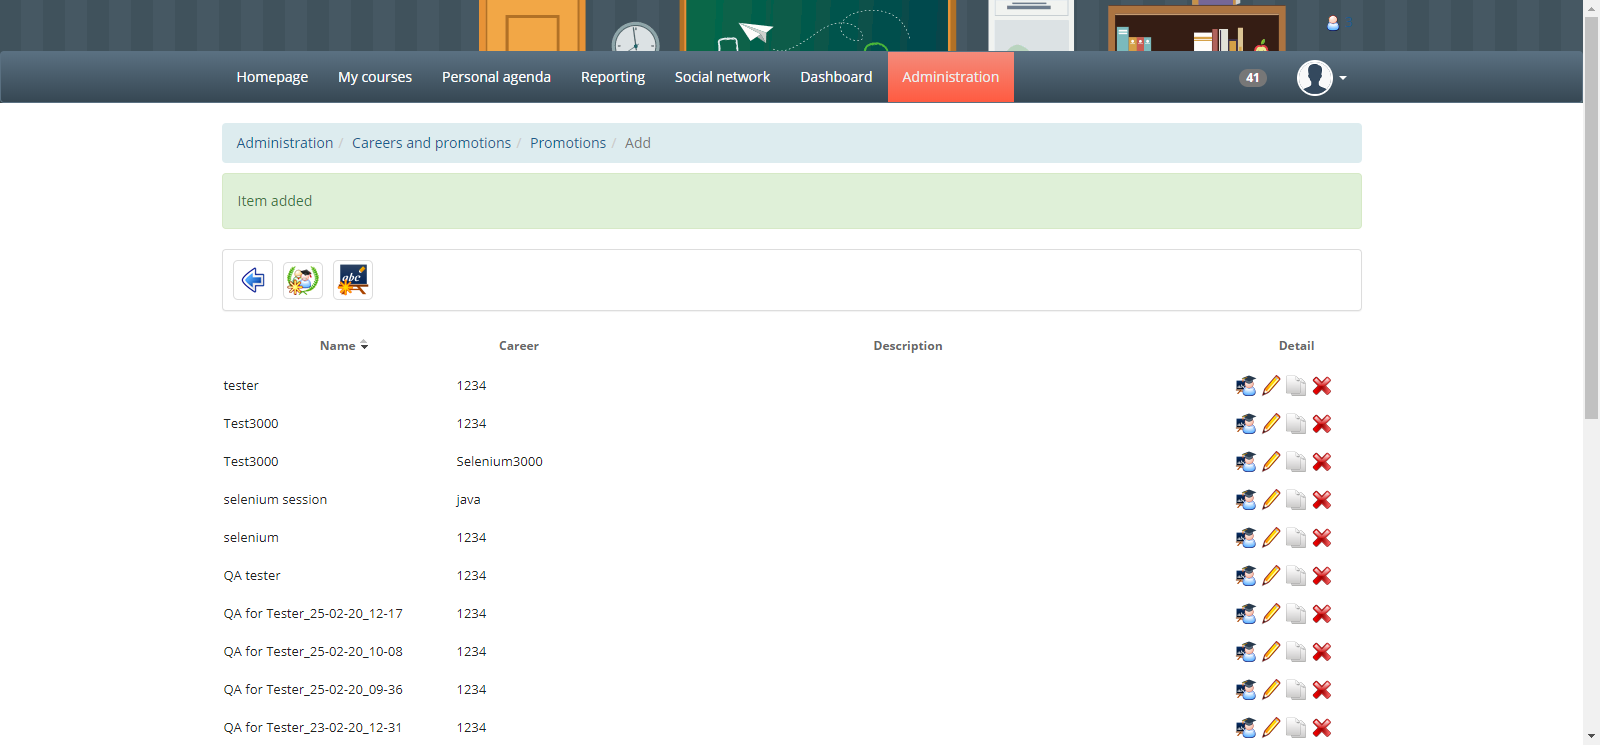 Homepage My courses Personal agenda Reporting Social network Dashboard Administration 41
Administration / Careers and promotions / Promotions / Add
Item added
abc
Name Career Description Detail
tester 1234
Test3000 1234
Test3000 Selenium3000
selenium session java
selenium 1234
QA tester 1234
QA for Tester_25-02-20_12-17 1234
QA for Tester_25-02-20_10-08 1234
QA for Tester_25-02-20_09-36 1234
QA for Tester_23-02-20_12-31 1234